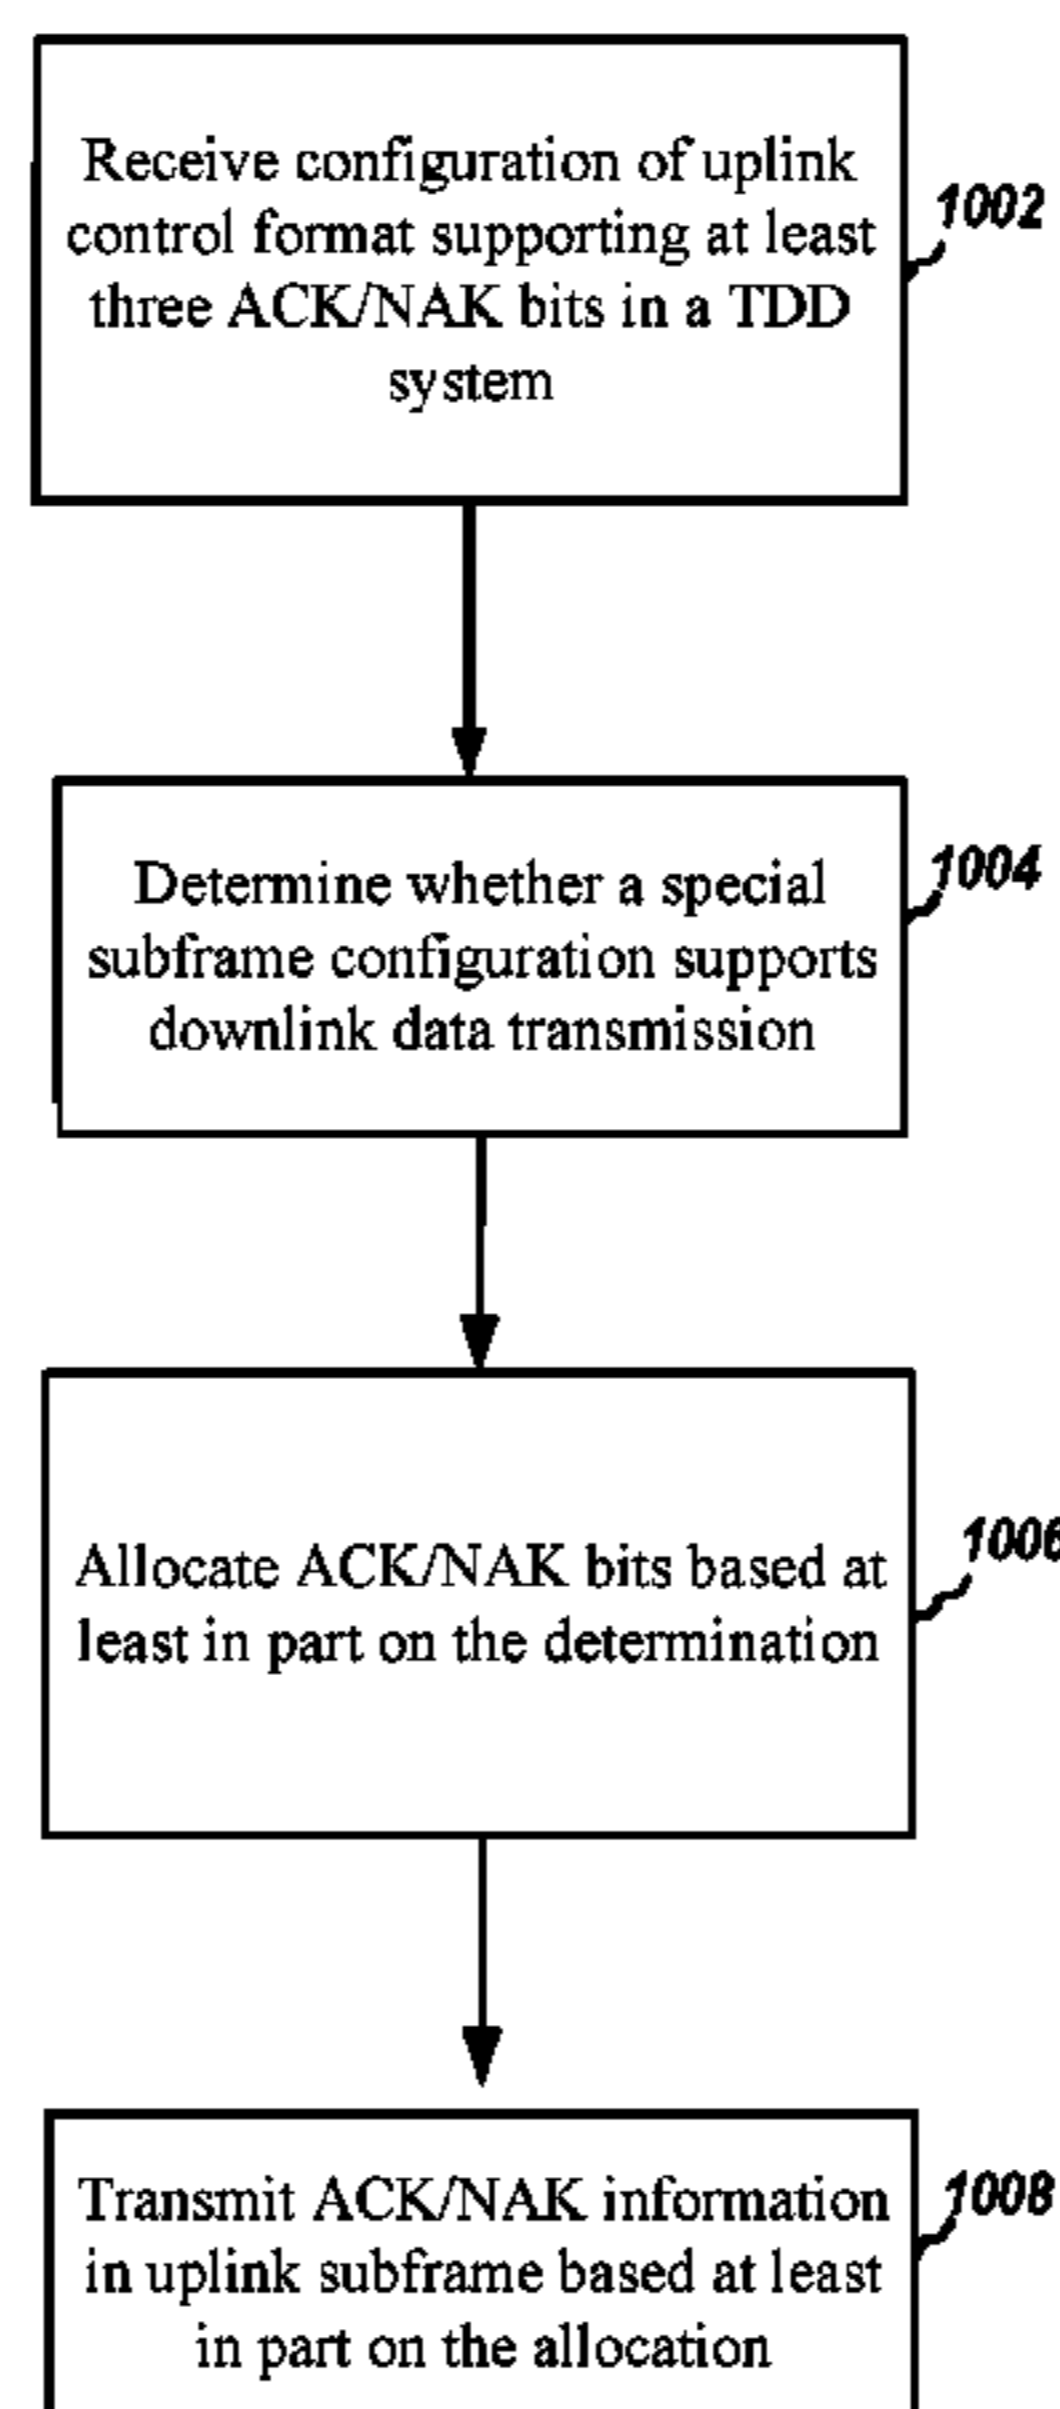 Receive configuration of uplink
control format supporting at least
three ACK/NAK bits in a TDD
system
1002
Determine whether a special
subframe configuration supports
downlink data transmission
1004
Allocate ACK/NAK bits based at
least in part on the determination
1006
Transmit ACK/NAK information
in uplink subframe based at least
in part on the allocation
1008